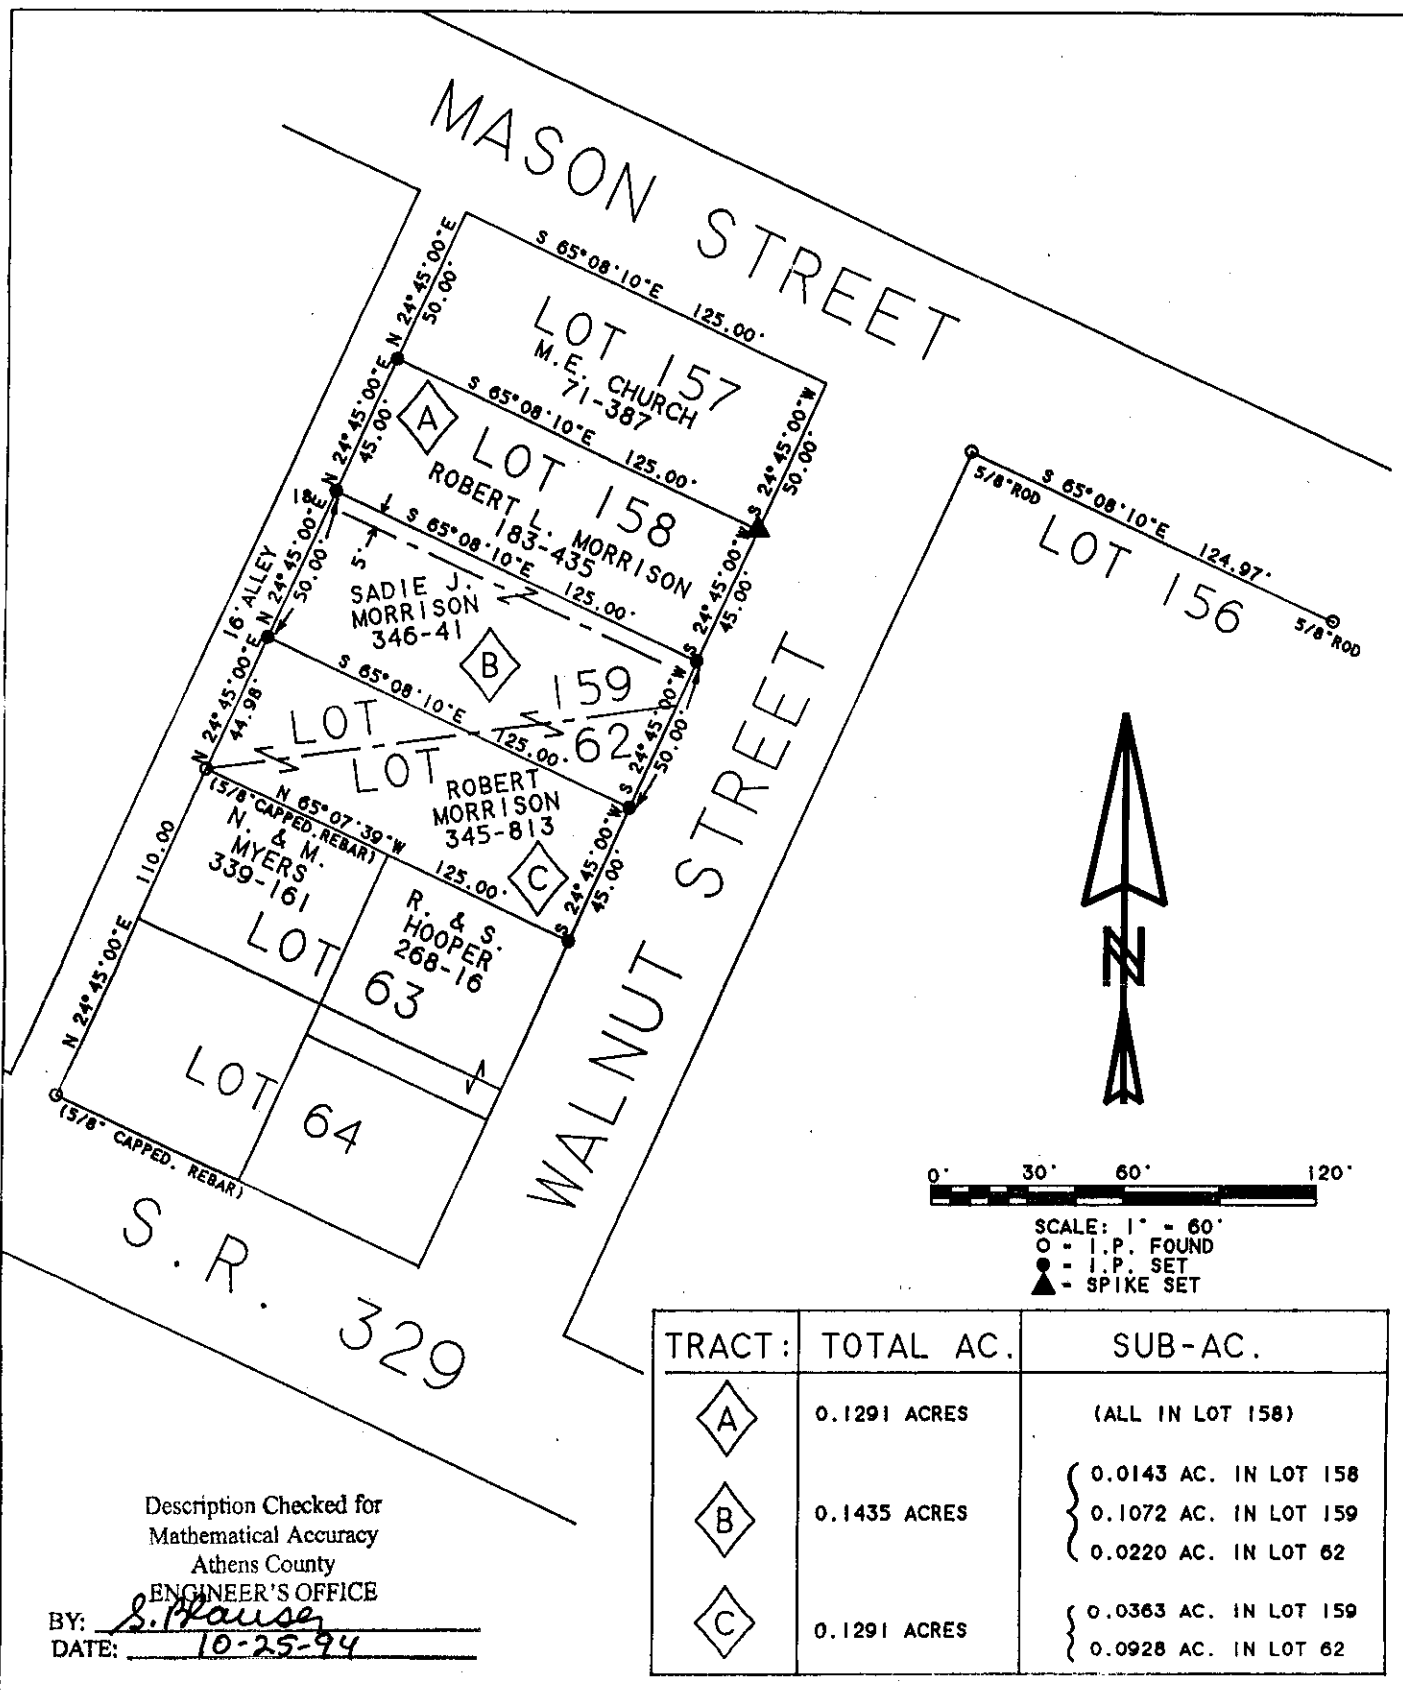 MASON STREET
N 24°45'00"E
50.00'
S 65°08'10"E 125.00'
LOT 157
M.E. CHURCH
71-387
S 24°45'00"W
50.00'
N 24°45'00"E
45.00'
A
S 65°08'10"E 125.00'
LOT 158
ROBERT L. MORRISON
183-435
S 24°45'00"W
45.00'
5/8"ROD
S 65°08'10"E 124.97'
LOT 156
5/8"ROD
16' ALLEY
N 24°45'00"E
50.00'
S 65°08'10"E 125.00'
5'
SADIE J.
MORRISON
346-41
B
S 24°45'00"W
50.00'
N 24°45'00"E
44.98'
S 65°08'10"E 125.00'
LOT 159
LOT 62
ROBERT
MORRISON
345-813
C
S 24°45'00"W
45.00'
N 65°07'39"W 125.00'
(5/8"CAPPED.REBAR)
N. & M.
MYERS
339-161
R. & S.
HOOPER
268-16
LOT 63
N 24°45'00"E 110.00
LOT 64
(5/8" CAPPED. REBAR)
WALNUT STREET
S.R. 329
N
0' 30' 60' 120'
SCALE: 1" = 60'
O - I.P. FOUND
● - I.P. SET
▲ - SPIKE SET
TRACT: TOTAL AC. SUB-AC.
A 0.1291 ACRES (ALL IN LOT 158)
0.0143 AC. IN LOT 158
B 0.1435 ACRES 0.1072 AC. IN LOT 159
0.0220 AC. IN LOT 62
0.0363 AC. IN LOT 159
C 0.1291 ACRES
0.0928 AC. IN LOT 62
Description Checked for
Mathematical Accuracy
Athens County
ENGINEER'S OFFICE
BY: S.
DATE: 10-25-94